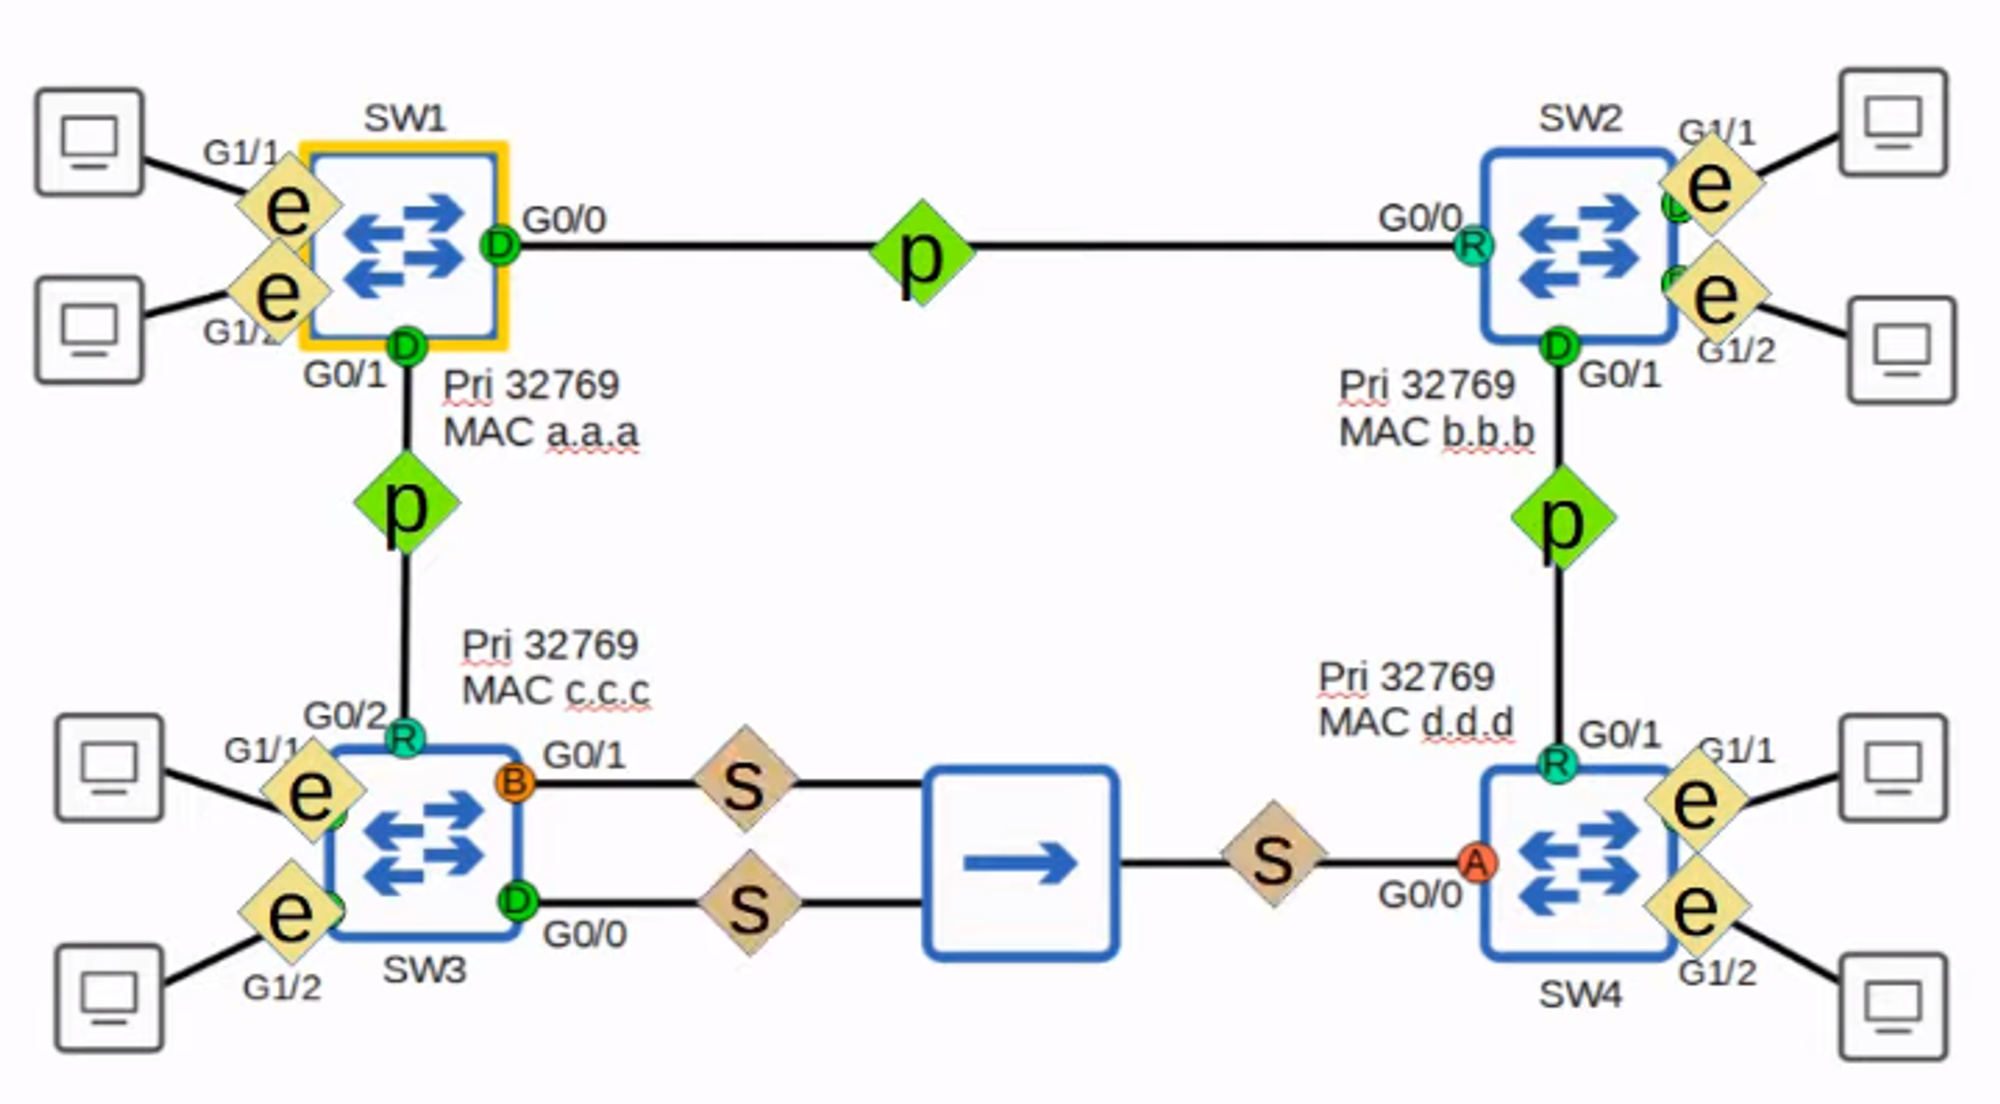 SW1
SW2
G1/1
G1/1
e
e
D
G0/0
G0/0
R
p
D
e
e
G1/2
G1/2
D
G0/1
D
G0/1
Pri 32769
MAC a.a.a
Pri 32769
MAC b.b.b
p
p
Pri 32769
MAC c.c.c
Pri 32769
MAC d.d.d
G0/2
R
G0/1
R
G1/1
G0/1
B
s
G1/1
e
e
s
A
G0/0
e
e
D
s
G0/0
G1/2
G1/2
SW3
SW4